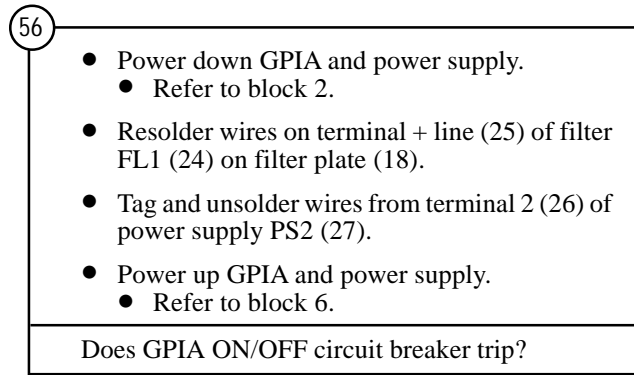 56
● Power down GPIA and power supply.
● Refer to block 2.
● Resolder wires on terminal + line (25) of filter
FL1 (24) on filter plate (18).
● Tag and unsolder wires from terminal 2 (26) of
power supply PS2 (27).
● Power up GPIA and power supply.
● Refer to block 6.
Does GPIA ON/OFF circuit breaker trip?